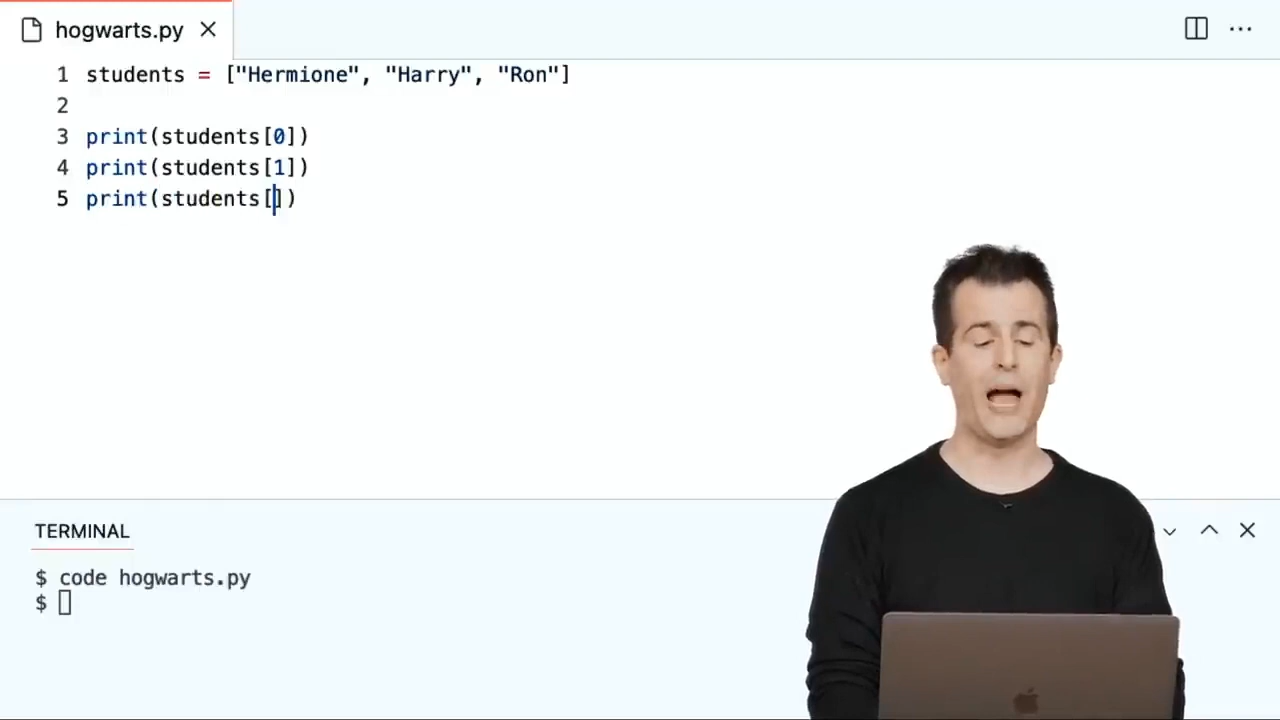 hogwarts.py
1 students = ["Hermione", "Harry", "Ron"]
2
3 print(students[0])
4 print(students[1])
5 print(students[])
TERMINAL
$ code hogwarts.py
$